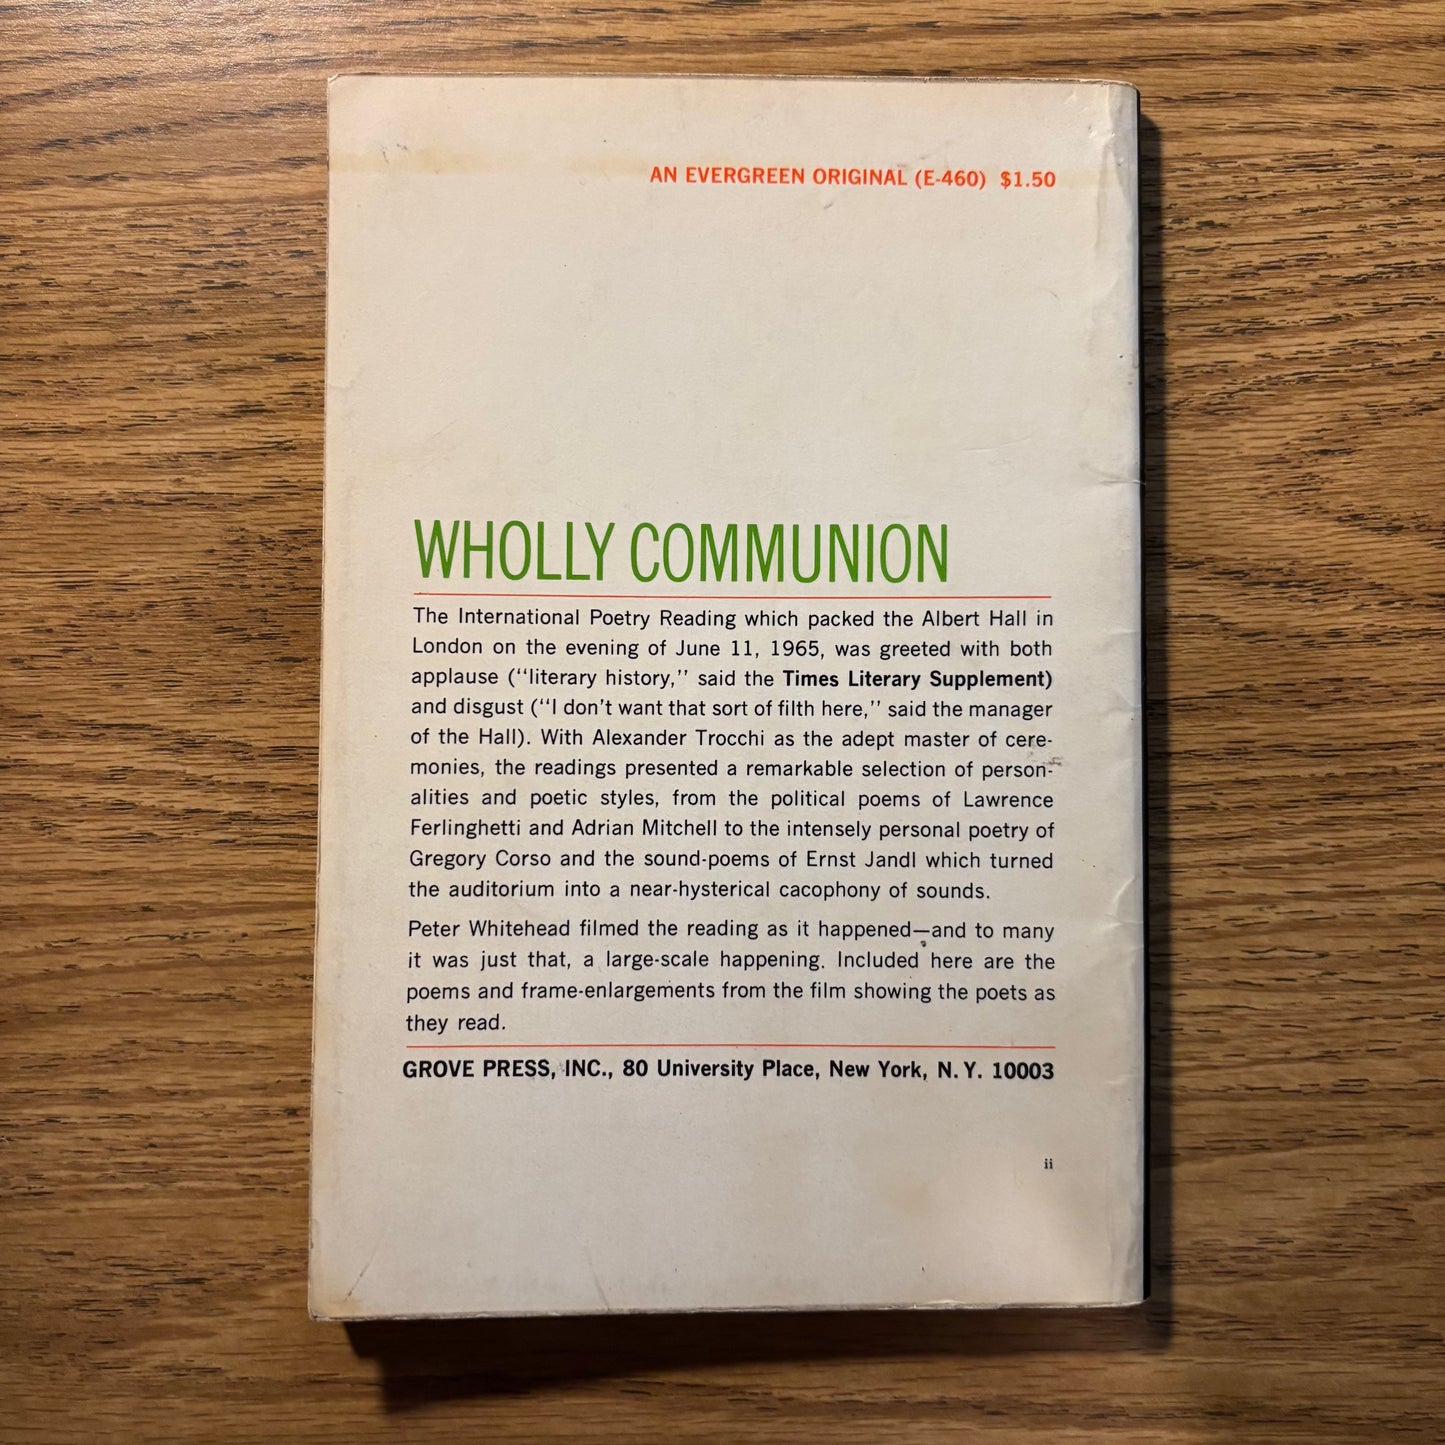 AN EVERGREEN ORIGINAL (E-460) $1.50
WHOLLY COMMUNION
The International Poetry Reading which packed the Albert Hall in
London on the evening of June 11, 1965, was greeted with both
applause (“literary history,” said the Times Literary Supplement)
and disgust (“I don’t want that sort of filth here,” said the manager
of the Hall). With Alexander Trocchi as the adept master of cere-
monies, the readings presented a remarkable selection of person-
alities and poetic styles, from the political poems of Lawrence
Ferlinghetti and Adrian Mitchell to the intensely personal poetry of
Gregory Corso and the sound-poems of Ernst Jandl which turned
the auditorium into a near-hysterical cacophony of sounds.
Peter Whitehead filmed the reading as it happened—and to many
it was just that, a large-scale happening. Included here are the
poems and frame-enlargements from the film showing the poets as
they read.
GROVE PRESS, INC., 80 University Place, New York, N. Y. 10003
ii